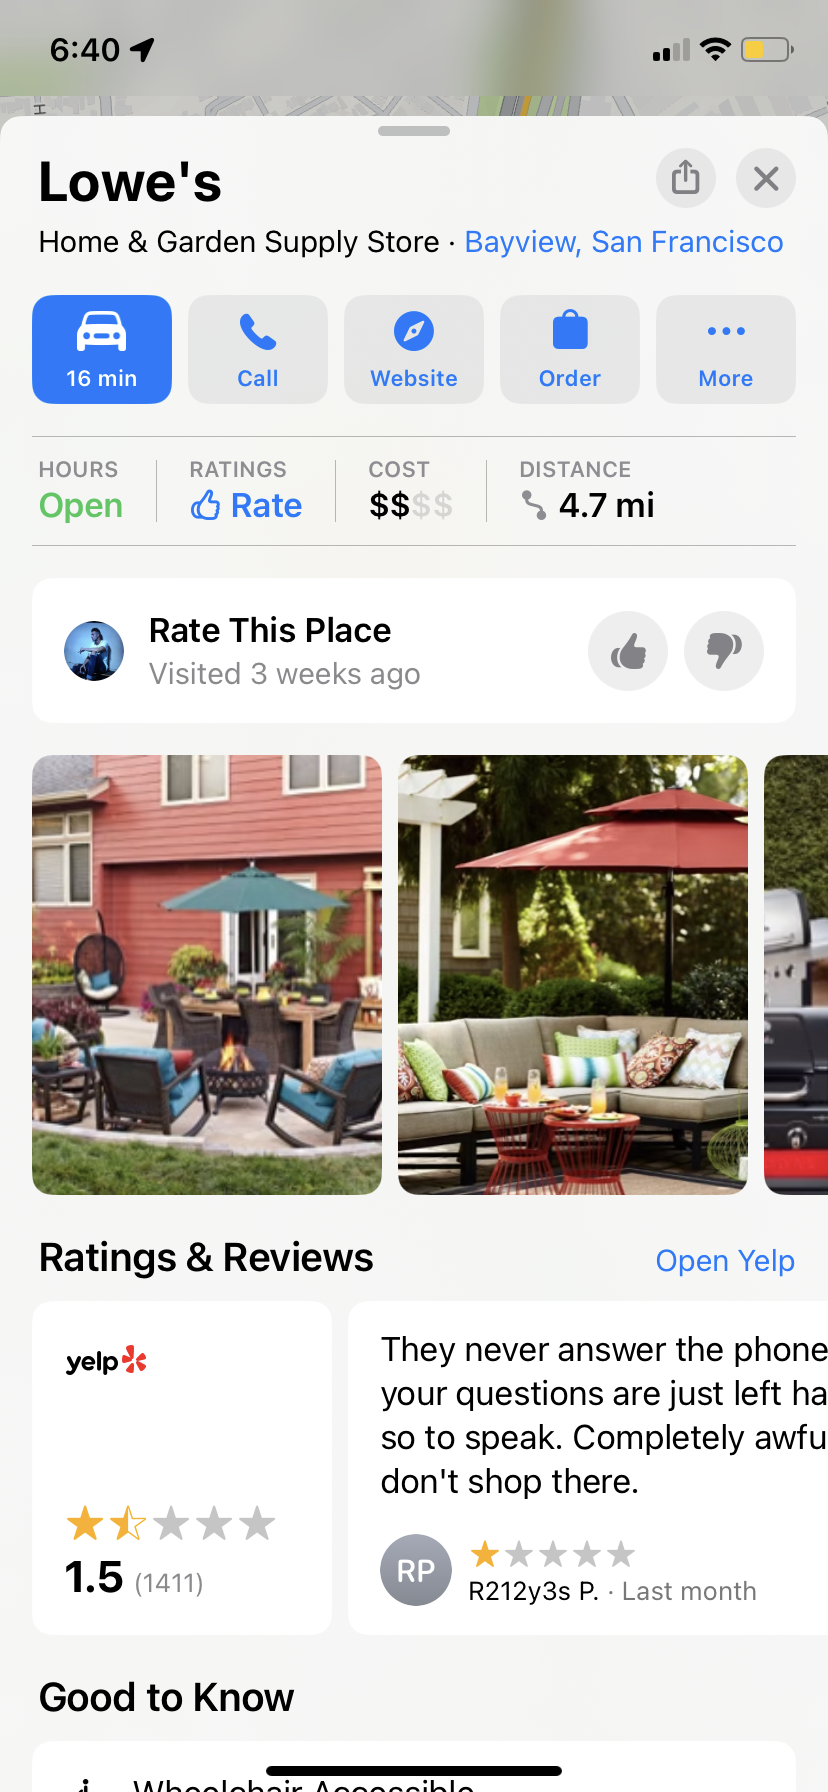 6:40
Lowe's
Home & Garden Supply Store · Bayview, San Francisco
16 min
Call
Website
Order
More
HOURS
Open
RATINGS
Rate
COST
$$$$
DISTANCE
4.7 mi
Rate This Place
Visited 3 weeks ago
Ratings & Reviews
Open Yelp
yelp
1.5 (1411)
They never answer the phone
your questions are just left ha
so to speak. Completely awfu
don't shop there.
RP
R212y3s P. · Last month
Good to Know
Wheelchair Accessible